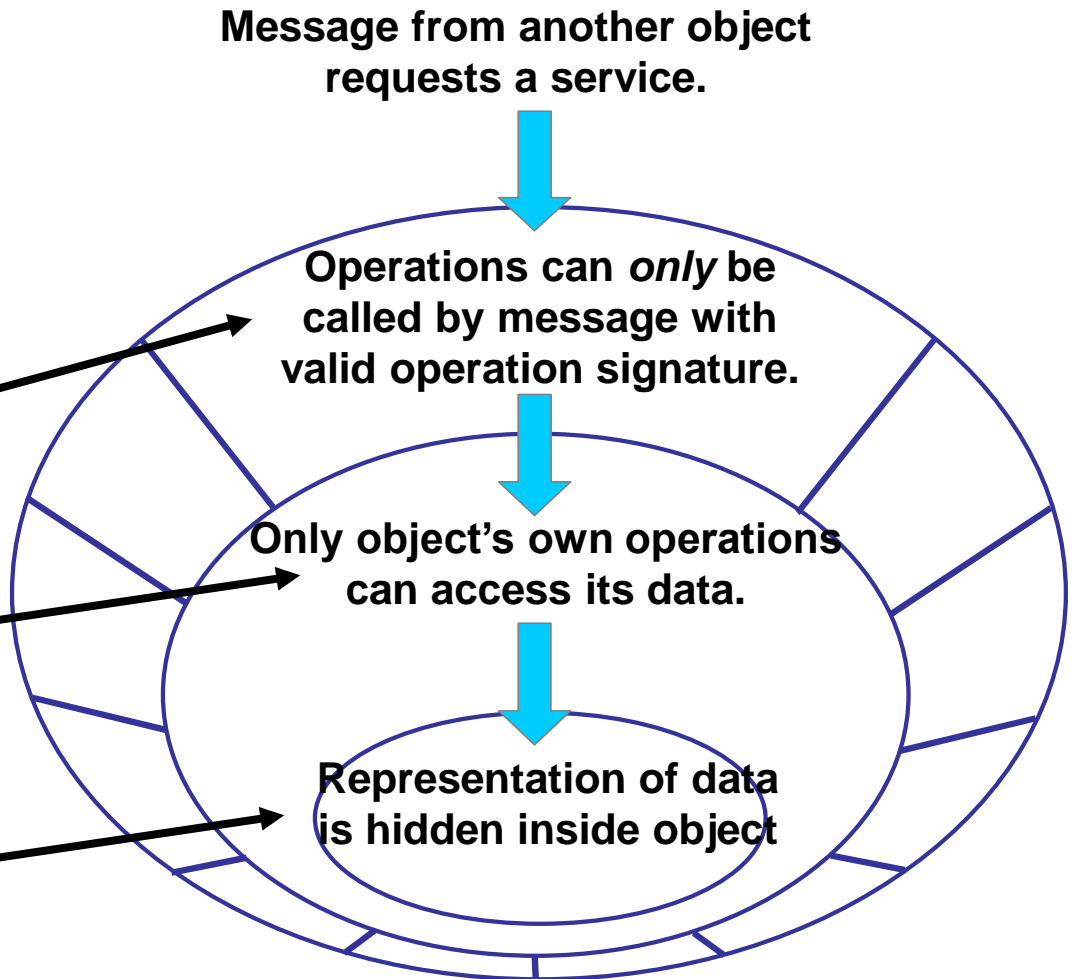 Message from another object
requests a service.
Operations can only be
called by message with
valid operation signature.
Only object’s own operations
can access its data.
Representation of data
is hidden inside object